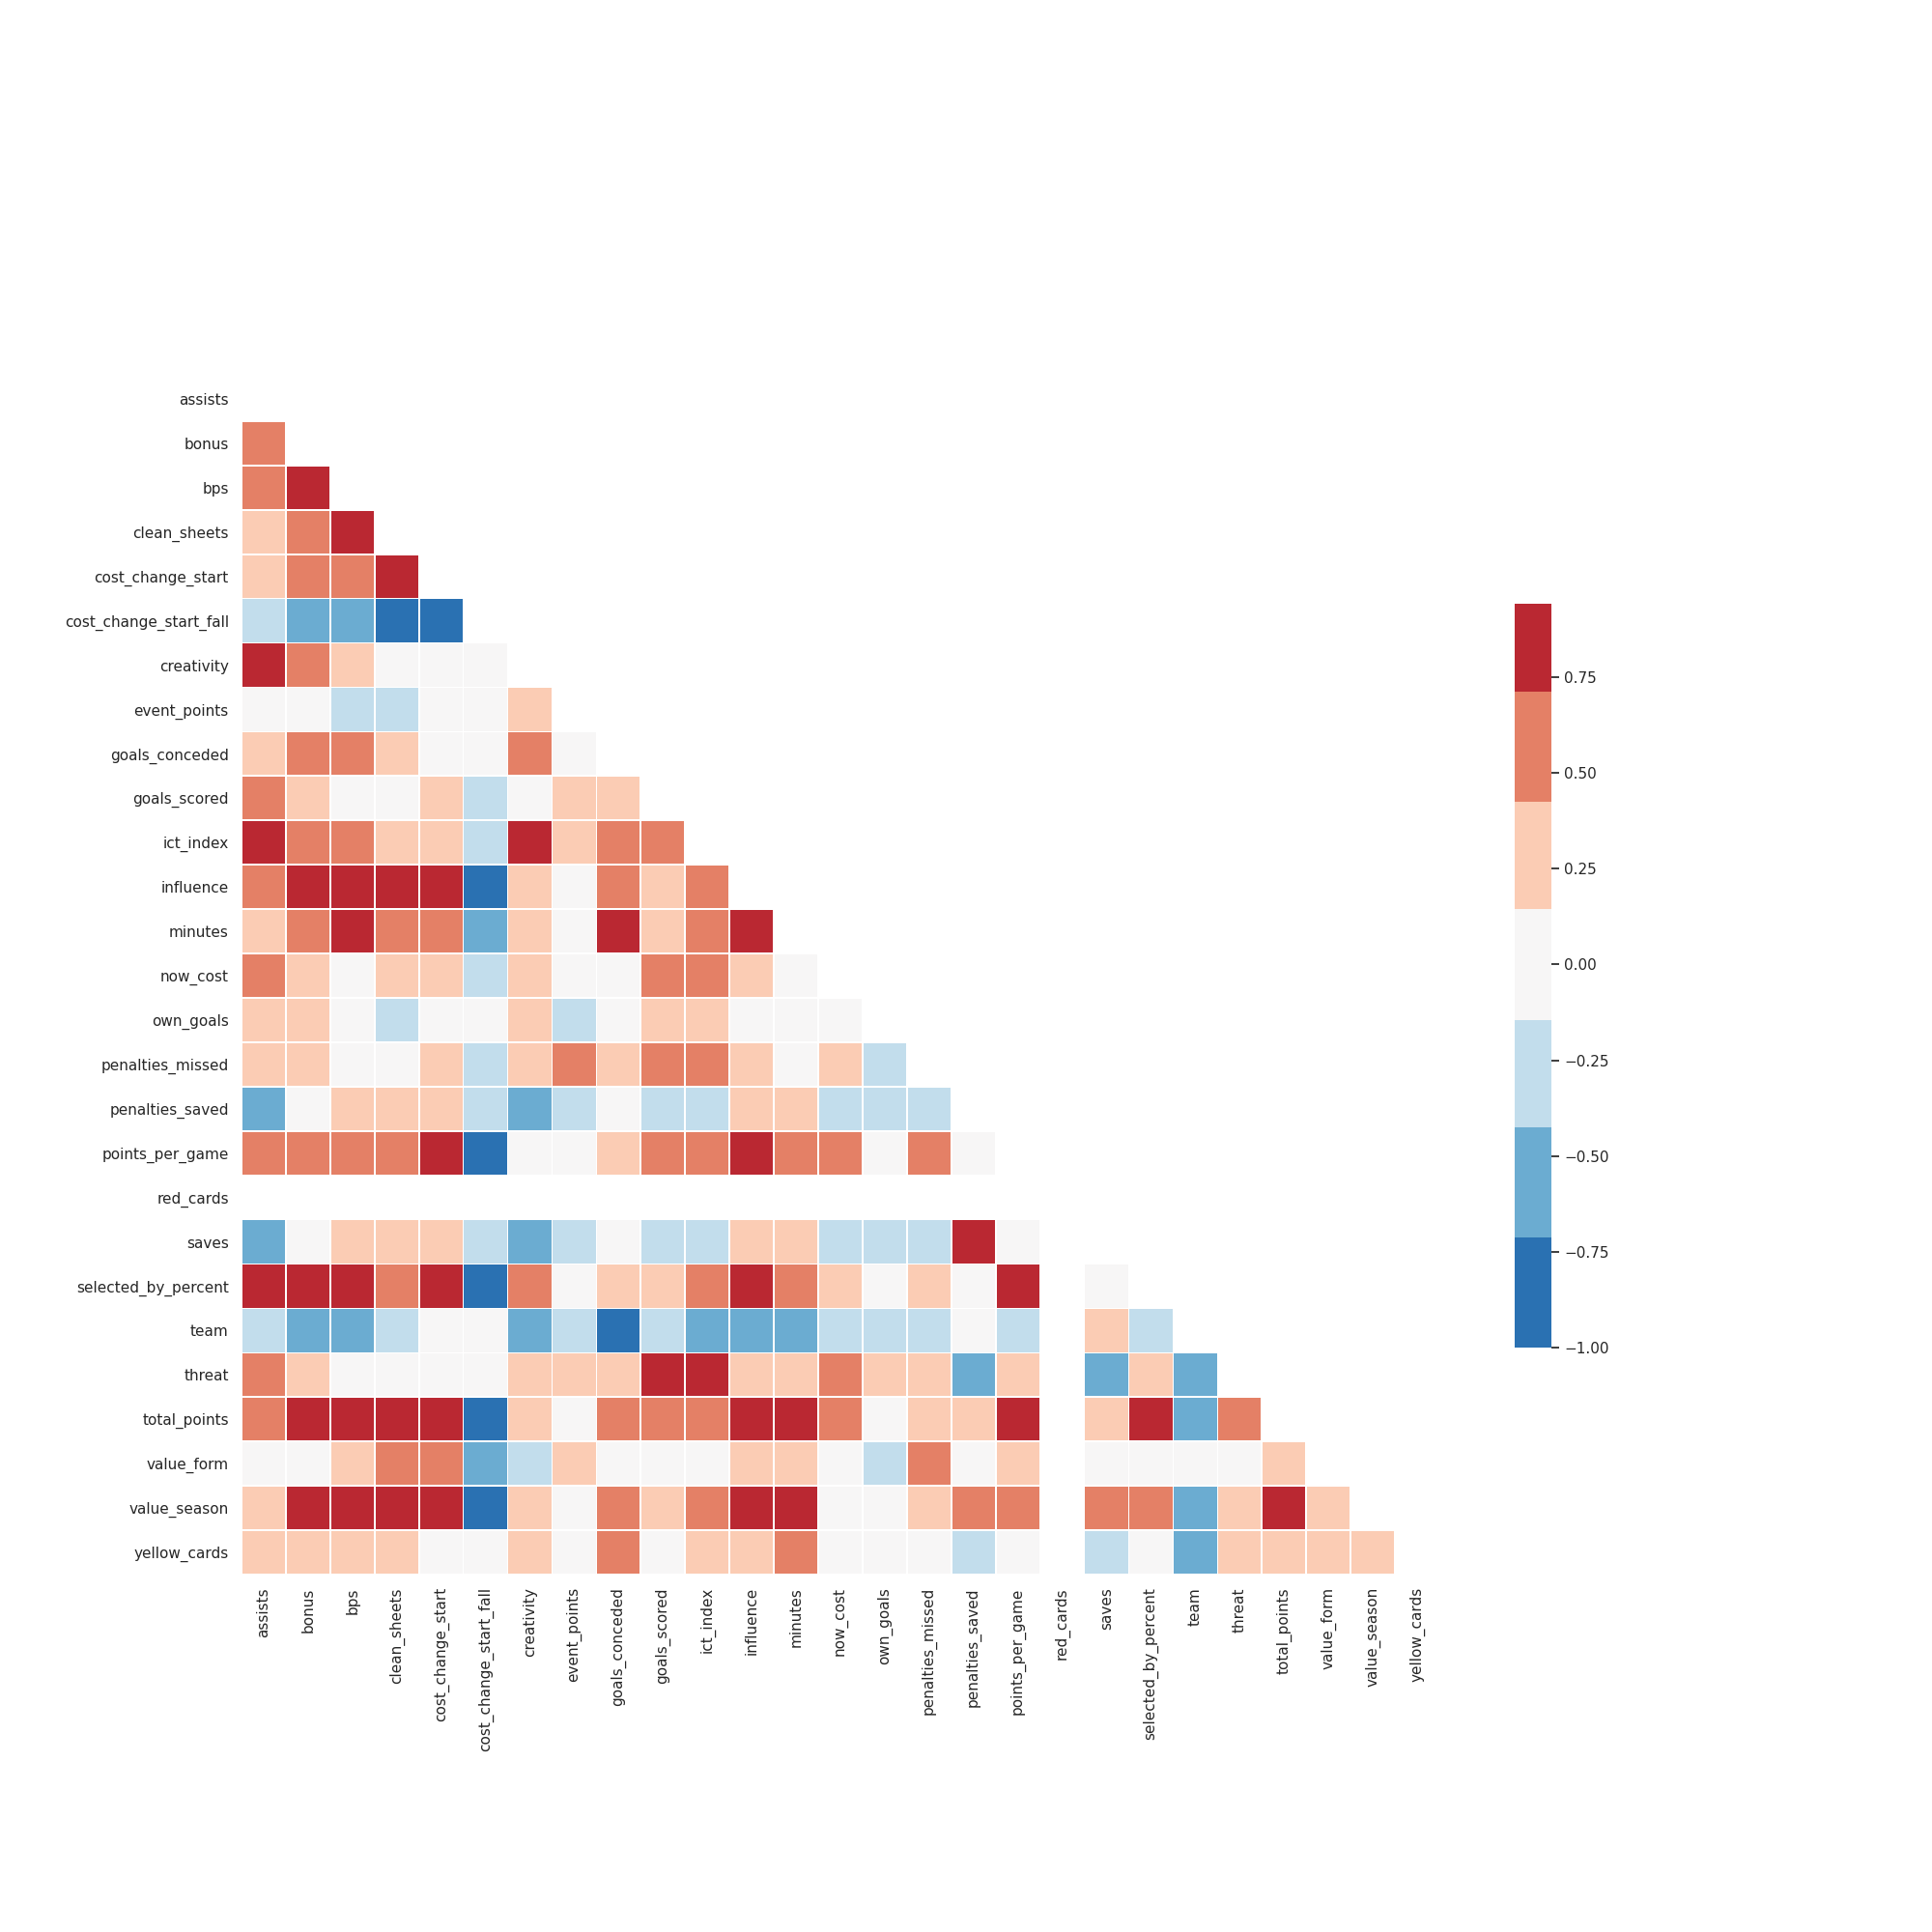 assists
bonus
bps
clean_sheets
cost_change_start
cost_change_start_fall
creativity
event_points
goals_conceded
goals_scored
ict_index
influence
minutes
now_cost
own_goals
penalties_missed
penalties_saved
points_per_game
red_cards
saves
selected_by_percent
team
threat
total_points
value_form
value_season
yellow_cards
assists
bonus
bps
clean_sheets
cost_change_start
cost_change_start_fall
creativity
event_points
goals_conceded
goals_scored
ict_index
influence
minutes
now_cost
own_goals
penalties_missed
penalties_saved
points_per_game
red_cards
saves
selected_by_percent
team
threat
total_points
value_form
value_season
yellow_cards
0.75
0.50
0.25
0.00
−0.25
−0.50
−0.75
−1.00